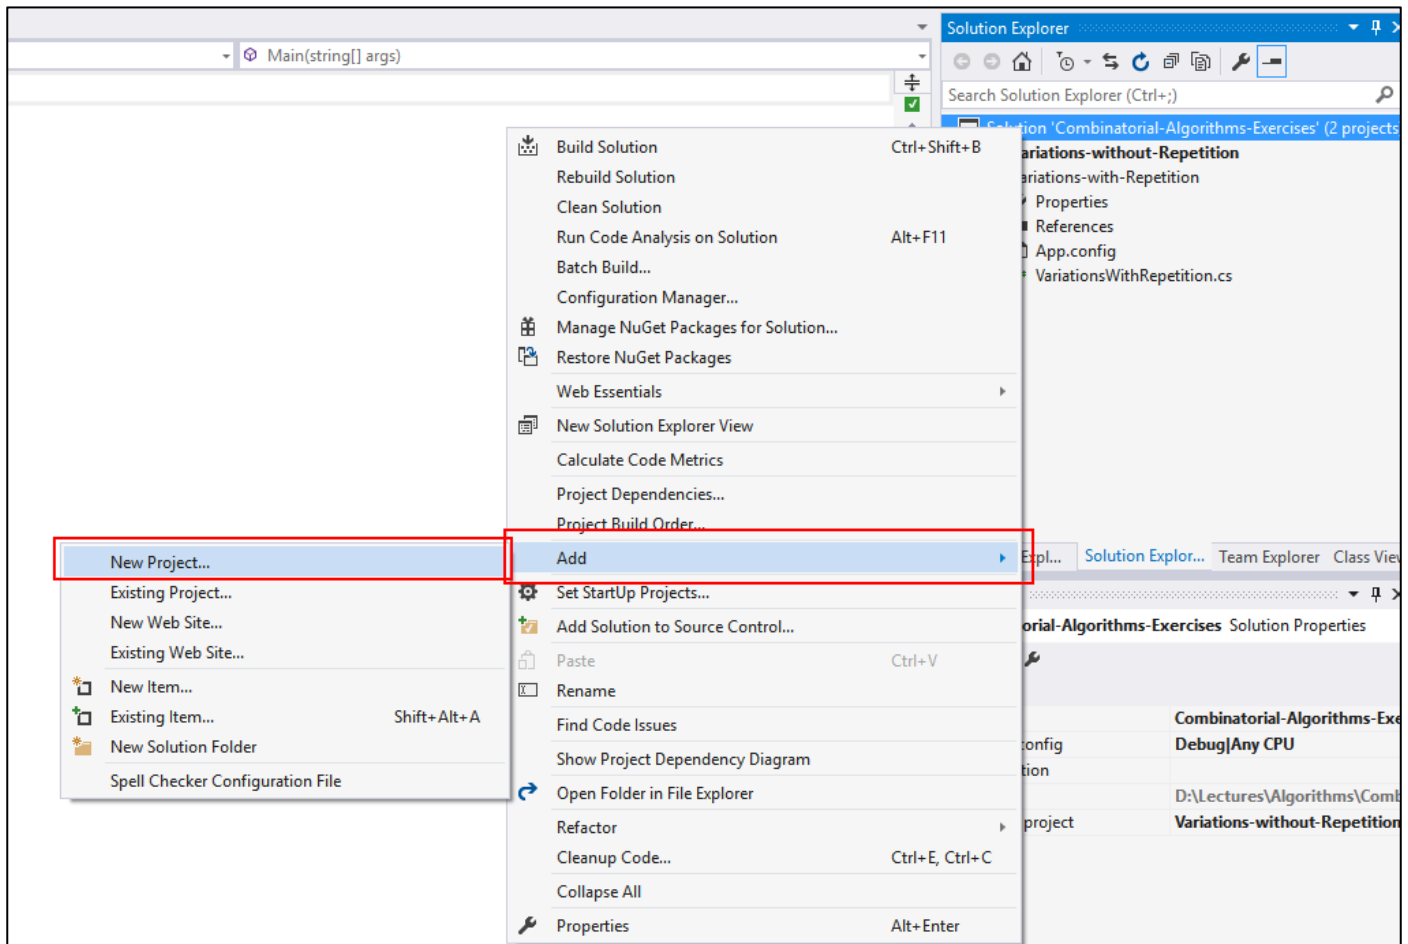 Solution Explorer
Main(string[] args)
Search Solution Explorer (Ctrl+;)
Solution 'Combinatorial-Algorithms-Exercises' (2 projects
ariations-without-Repetition
ariations-with-Repetition
Properties
References
App.config
VariationsWithRepetition.cs
Build Solution Ctrl+Shift+B
Rebuild Solution
Clean Solution
Run Code Analysis on Solution Alt+F11
Batch Build...
Configuration Manager...
Manage NuGet Packages for Solution...
Restore NuGet Packages
Web Essentials
New Solution Explorer View
Calculate Code Metrics
Project Dependencies...
Project Build Order...
Add
Set StartUp Projects...
Add Solution to Source Control...
Paste Ctrl+V
Rename
Find Code Issues
Show Project Dependency Diagram
Open Folder in File Explorer
Refactor
Cleanup Code... Ctrl+E, Ctrl+C
Collapse All
Properties Alt+Enter
New Project...
Existing Project...
New Web Site...
Existing Web Site...
New Item...
Existing Item... Shift+Alt+A
New Solution Folder
Spell Checker Configuration File
Expl... Solution Explor... Team Explorer Class Vie
orial-Algorithms-Exercises Solution Properties
Combinatorial-Algorithms-Exe
config Debug|Any CPU
tion
D:\Lectures\Algorithms\Comb
project Variations-without-Repetition